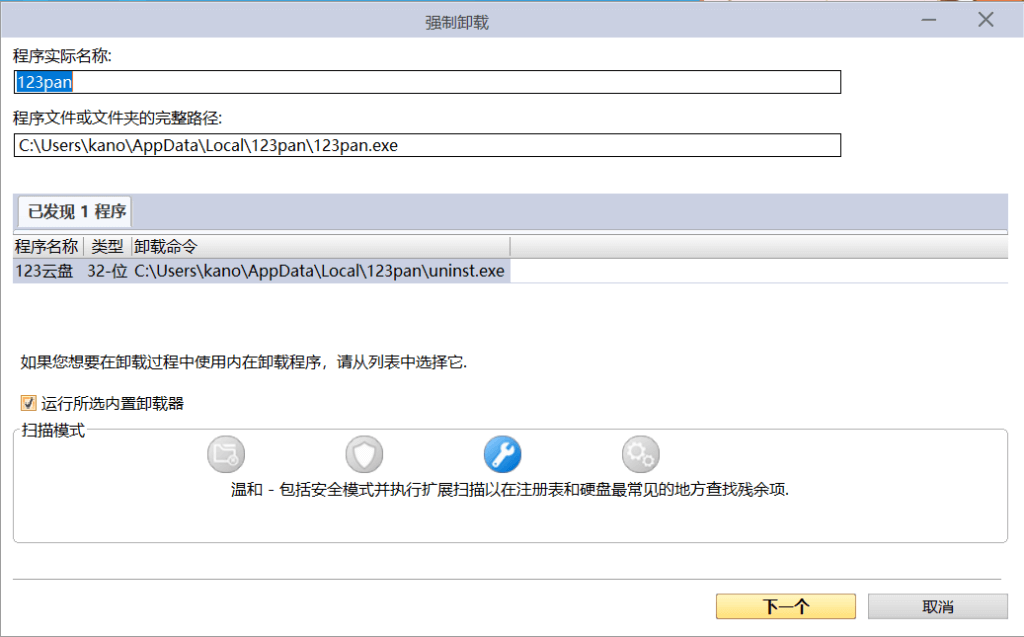 强制卸载
程序实际名称:
123pan
程序文件或文件夹的完整路径:
C:\Users\kano\AppData\Local\123pan\123pan.exe
已发现 1 程序
程序名称 类型 卸载命令
123云盘 32-位 C:\Users\kano\AppData\Local\123pan\uninst.exe
如果您想要在卸载过程中使用内在卸载程序，请从列表中选择它.
运行所选内置卸载器
扫描模式
温和 - 包括安全模式并执行扩展扫描以在注册表和硬盘最常见的地方查找残余项.
下一个 取消